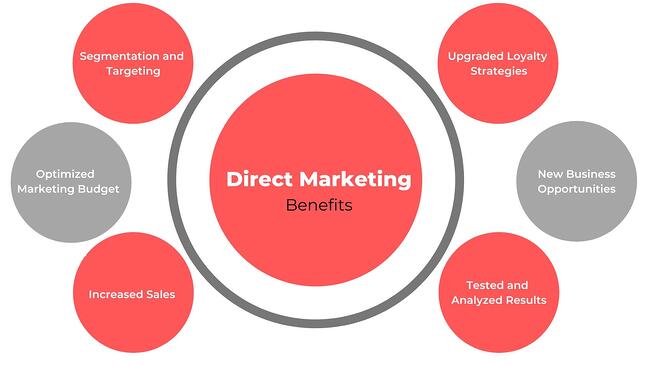 Segmentation and
Targeting
Upgraded Loyalty
Strategies
Optimized
Marketing Budget
Direct Marketing
Benefits
New Business
Opportunities
Increased Sales
Tested and
Analyzed Results